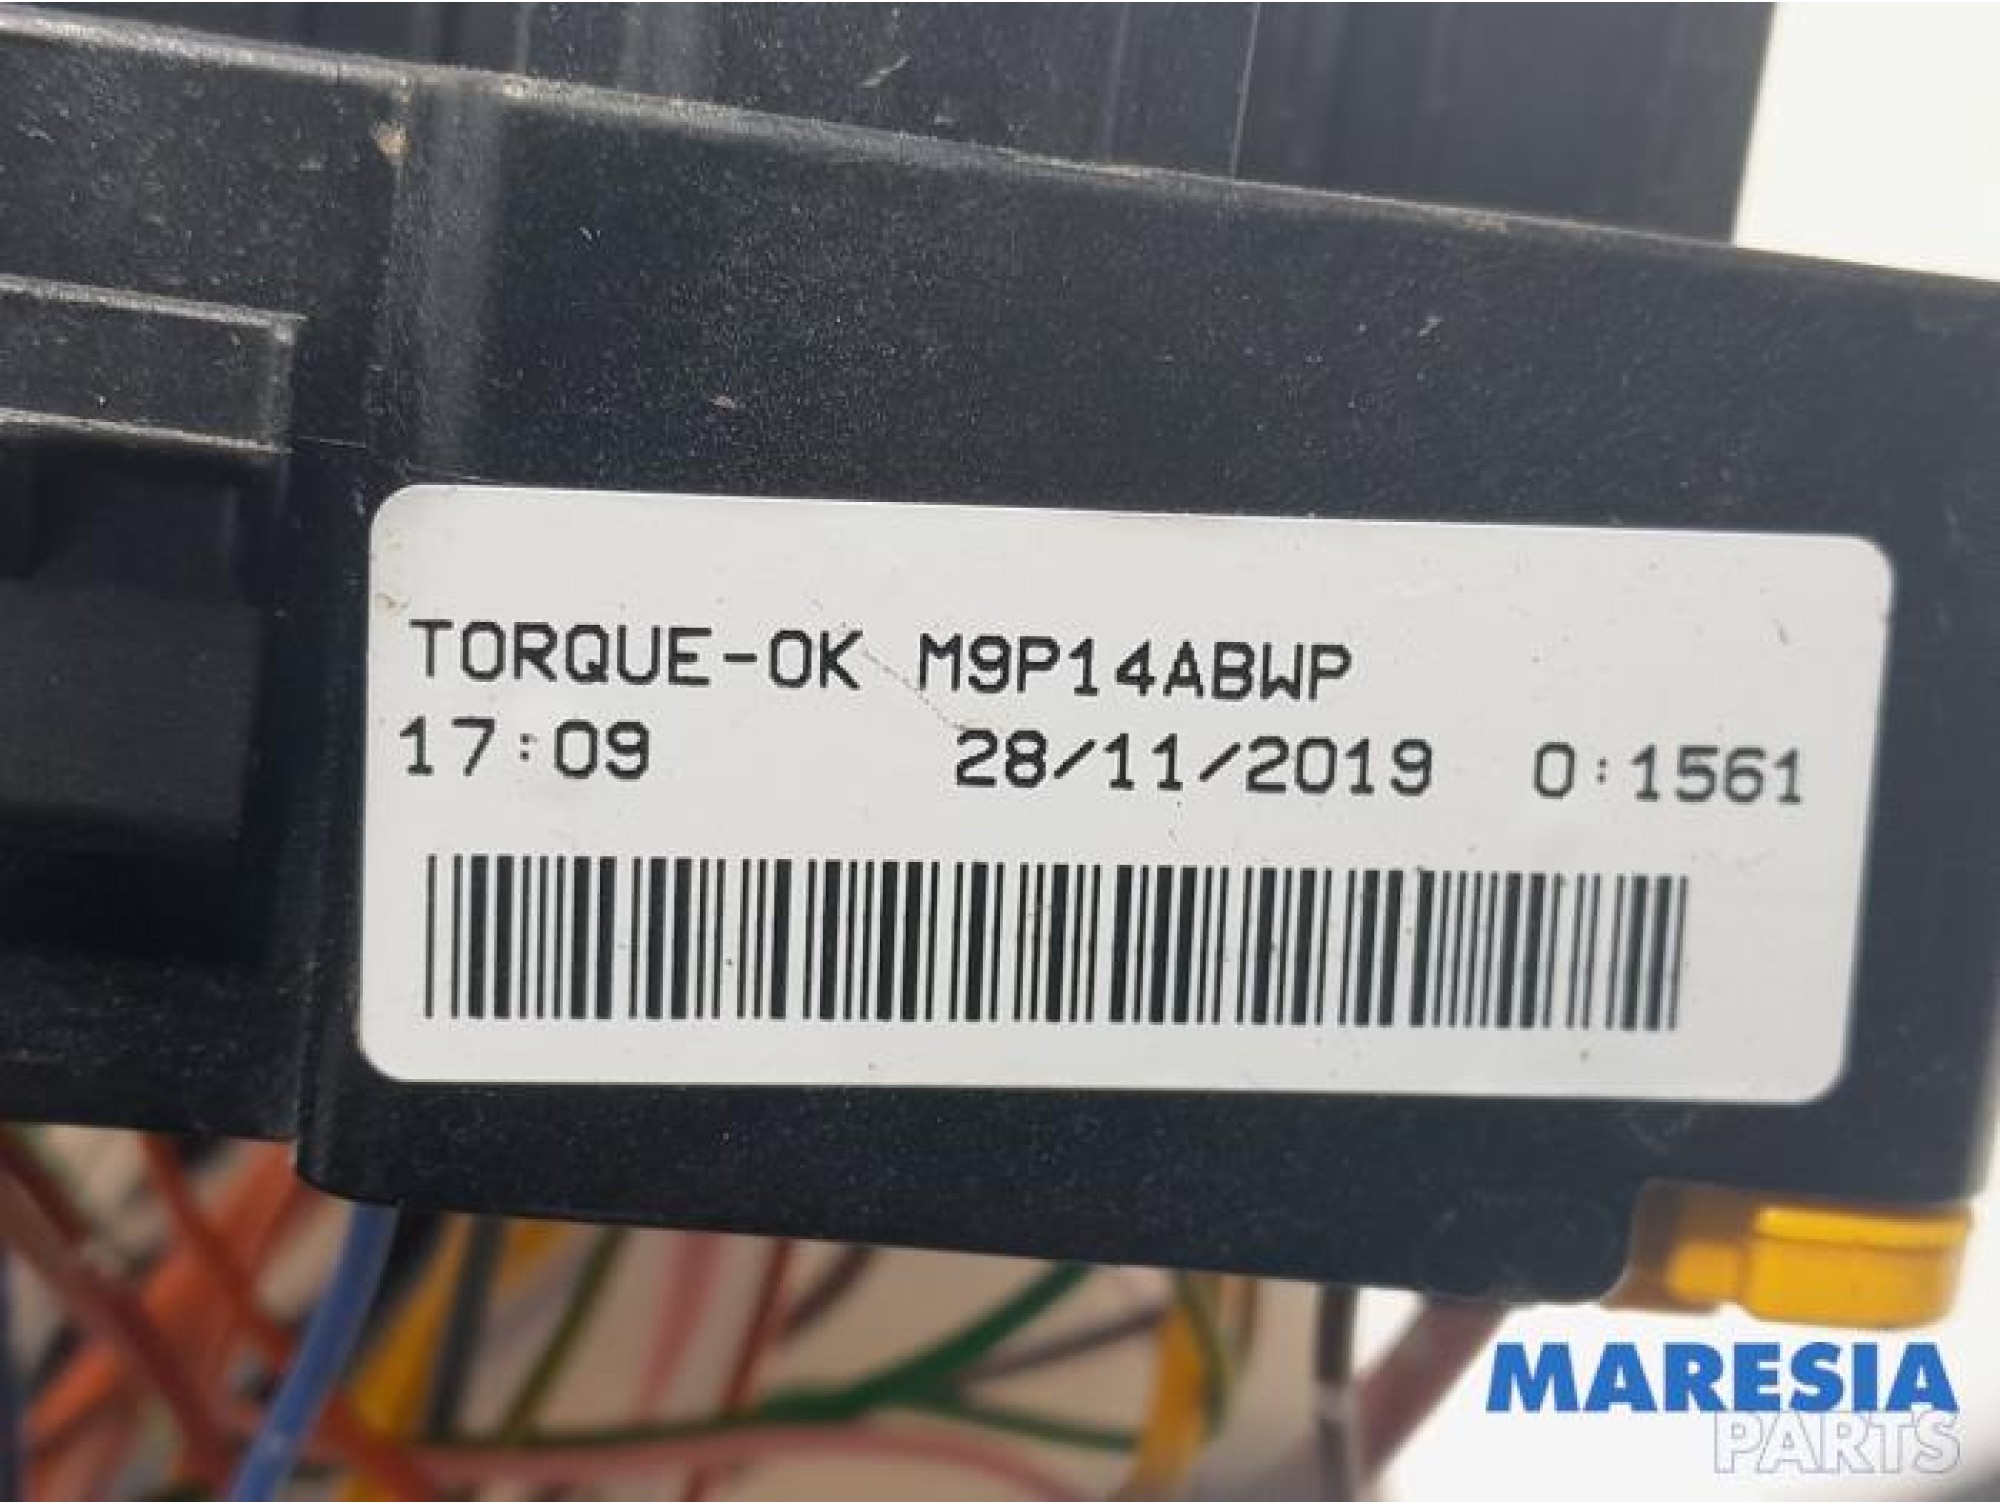 TORQUE-OK M9P14ABWP
17:09 28/11/2019 0:1561
MARESIA
PARTS